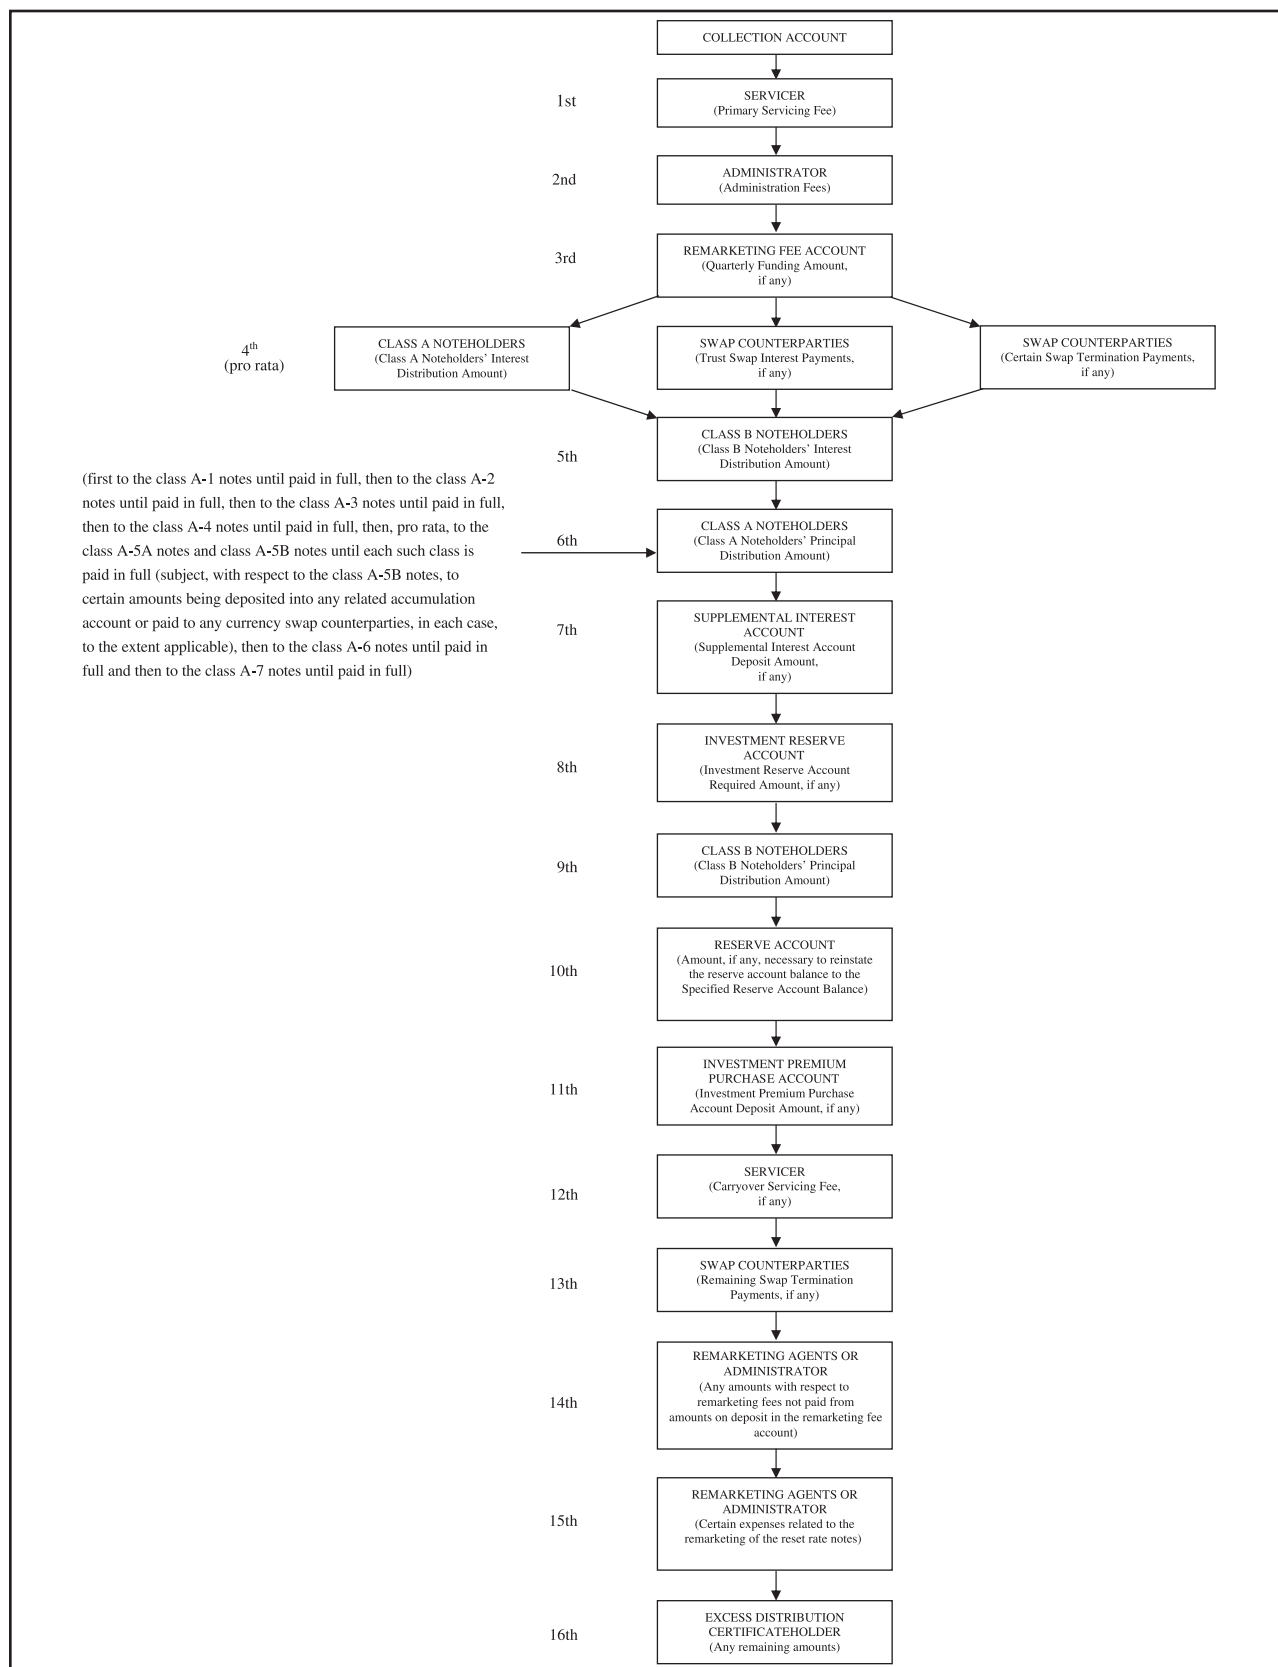 COLLECTION ACCOUNT
1st
SERVICER
(Primary Servicing Fee)
2nd
ADMINISTRATOR
(Administration Fees)
3rd
REMARKETING FEE ACCOUNT
(Quarterly Funding Amount,
if any)
4th
(pro rata)
CLASS A NOTEHOLDERS
(Class A Noteholders' Interest
Distribution Amount)
SWAP COUNTERPARTIES
(Trust Swap Interest Payments,
if any)
SWAP COUNTERPARTIES
(Certain Swap Termination Payments,
if any)
5th
CLASS B NOTEHOLDERS
(Class B Noteholders' Interest
Distribution Amount)
(first to the class A-1 notes until paid in full, then to the class A-2
notes until paid in full, then to the class A-3 notes until paid in full,
then to the class A-4 notes until paid in full, then, pro rata, to the
class A-5A notes and class A-5B notes until each such class is
paid in full (subject, with respect to the class A-5B notes, to
certain amounts being deposited into any related accumulation
account or paid to any currency swap counterparties, in each case,
to the extent applicable), then to the class A-6 notes until paid in
full and then to the class A-7 notes until paid in full)
6th
CLASS A NOTEHOLDERS
(Class A Noteholders' Principal
Distribution Amount)
7th
SUPPLEMENTAL INTEREST
ACCOUNT
(Supplemental Interest Account
Deposit Amount,
if any)
8th
INVESTMENT RESERVE
ACCOUNT
(Investment Reserve Account
Required Amount, if any)
9th
CLASS B NOTEHOLDERS
(Class B Noteholders' Principal
Distribution Amount)
10th
RESERVE ACCOUNT
(Amount, if any, necessary to reinstate
the reserve account balance to the
Specified Reserve Account Balance)
11th
INVESTMENT PREMIUM
PURCHASE ACCOUNT
(Investment Premium Purchase
Account Deposit Amount, if any)
12th
SERVICER
(Carryover Servicing Fee,
if any)
13th
SWAP COUNTERPARTIES
(Remaining Swap Termination
Payments, if any)
14th
REMARKETING AGENTS OR
ADMINISTRATOR
(Any amounts with respect to
remarketing fees not paid from
amounts on deposit in the remarketing fee
account)
15th
REMARKETING AGENTS OR
ADMINISTRATOR
(Certain expenses related to the
remarketing of the reset rate notes)
16th
EXCESS DISTRIBUTION
CERTIFICATEHOLDER
(Any remaining amounts)